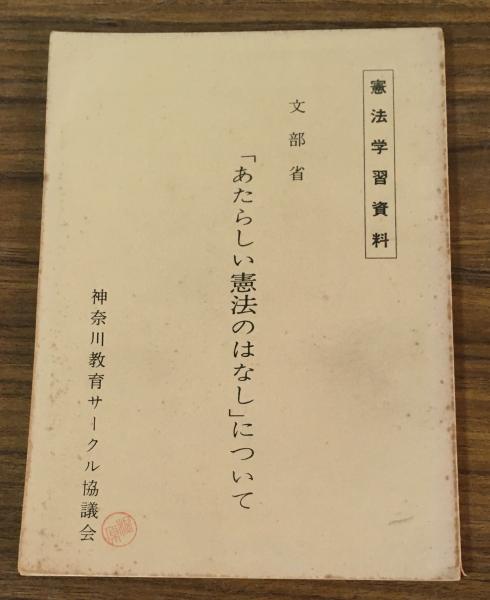 憲法学習資料
文部省
「あたらしい憲法のはなし」について
神奈川教育サークル協議会